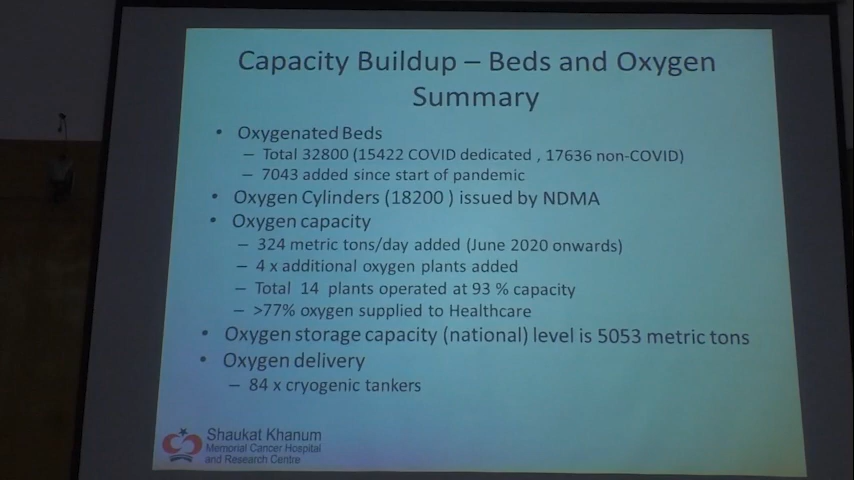 Capacity Buildup – Beds and Oxygen
Summary
• Oxygenated Beds
– Total 32800 (15422 COVID dedicated , 17636 non-COVID)
– 7043 added since start of pandemic
• Oxygen Cylinders (18200 ) issued by NDMA
• Oxygen capacity
– 324 metric tons/day added (June 2020 onwards)
– 4 x additional oxygen plants added
– Total 14 plants operated at 93 % capacity
– >77% oxygen supplied to Healthcare
• Oxygen storage capacity (national) level is 5053 metric tons
• Oxygen delivery
– 84 x cryogenic tankers
Shaukat Khanum
Memorial Cancer Hospital
and Research Centre